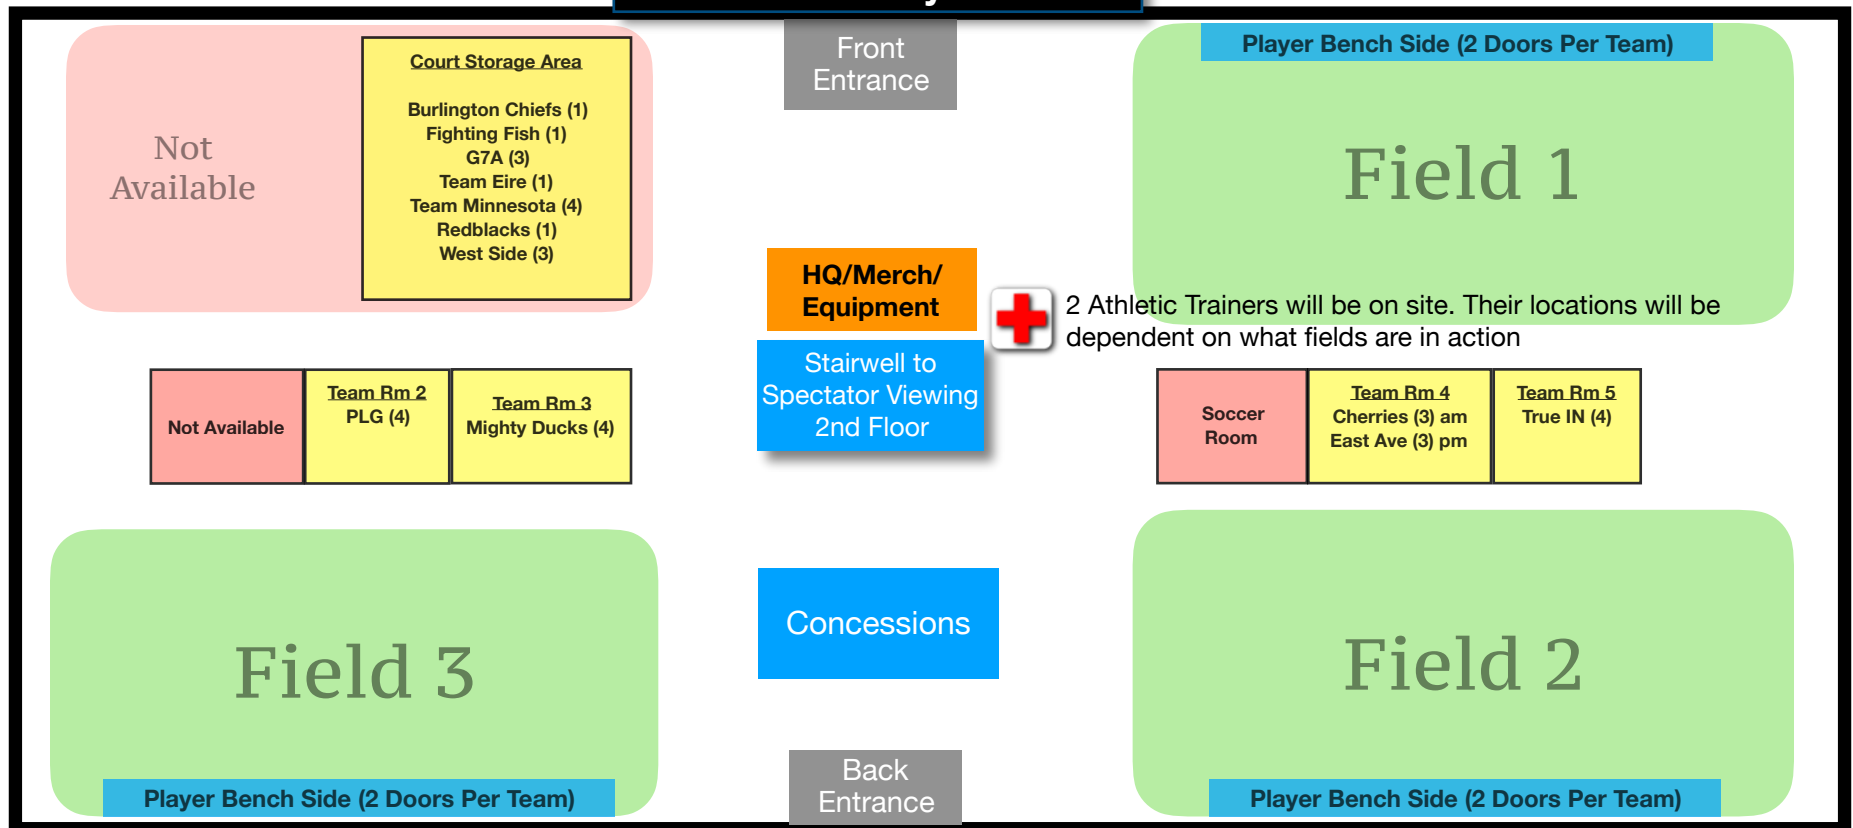 Front
Entrance
Player Bench Side (2 Doors Per Team)
Court Storage Area
Burlington Chiefs (1)
Fighting Fish (1)
G7A (3)
Team Eire (1)
Team Minnesota (4)
Redblacks (1)
West Side (3)
Not
Available
Field 1
HQ/Merch/
Equipment
2 Athletic Trainers will be on site. Their locations will be
dependent on what fields are in action
Stairwell to
Spectator Viewing
2nd Floor
Not Available
Team Rm 2
PLG (4)
Team Rm 3
Mighty Ducks (4)
Soccer
Room
Team Rm 4
Cherries (3) am
East Ave (3) pm
Team Rm 5
True IN (4)
Field 3
Concessions
Field 2
Back
Entrance
Player Bench Side (2 Doors Per Team)
Player Bench Side (2 Doors Per Team)